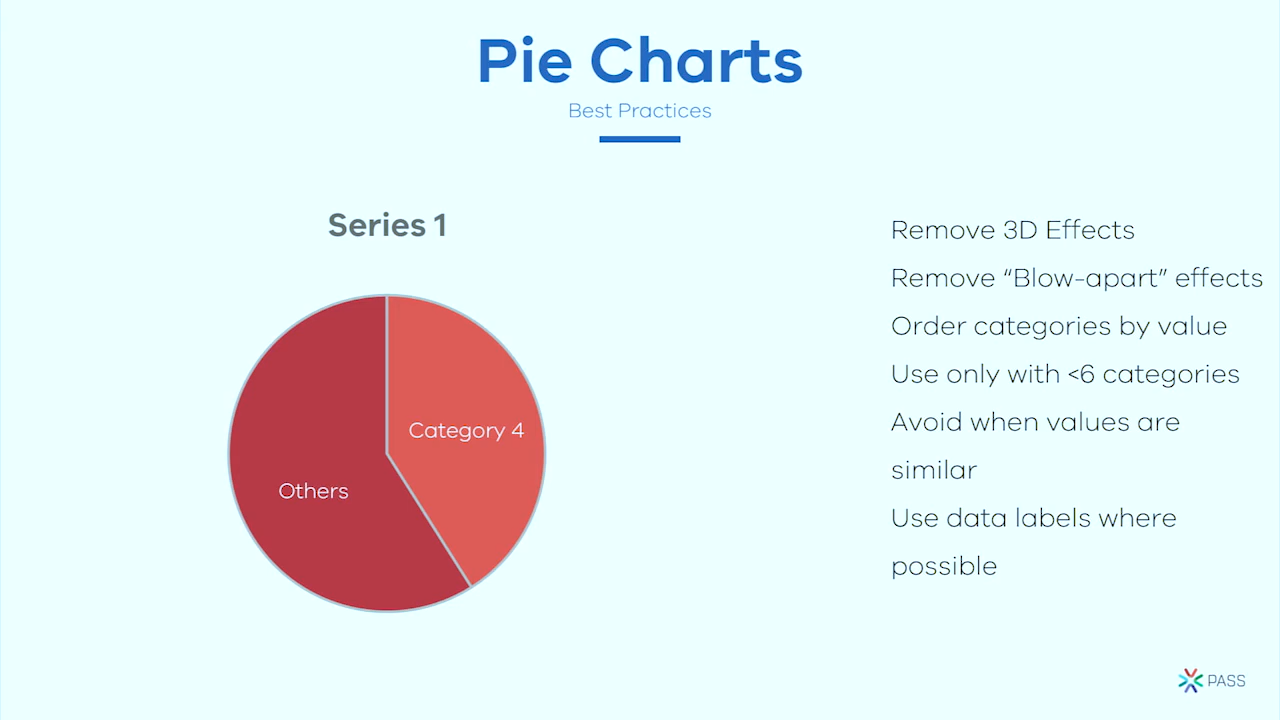 Pie Charts
Best Practices
Series 1
Category 4
Others
Remove 3D Effects
Remove “Blow-apart” effects
Order categories by value
Use only with <6 categories
Avoid when values are
similar
Use data labels where
possible
PASS